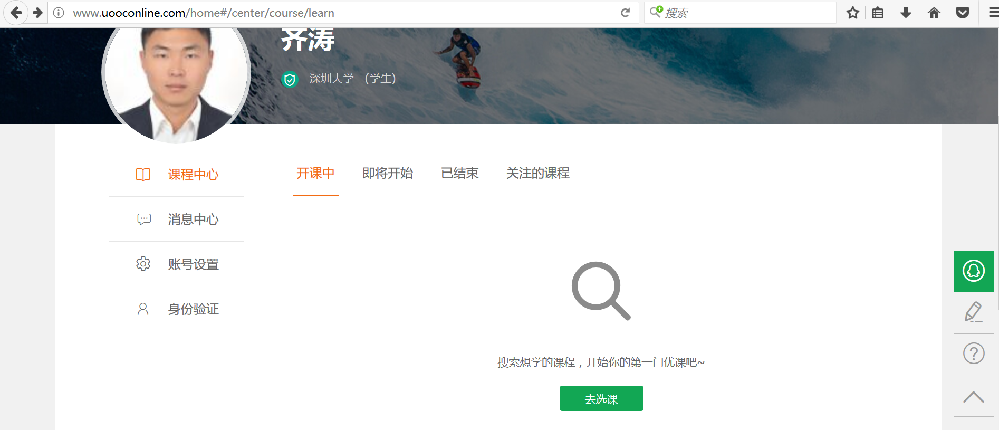 www.uooconline.com/home#/center/course/learn
搜索
齐涛
深圳大学 (学生)
课程中心
消息中心
账号设置
身份验证
开课中 即将开始 已结束 关注的课程
搜索想学的课程，开始你的第一门优课吧~
去选课